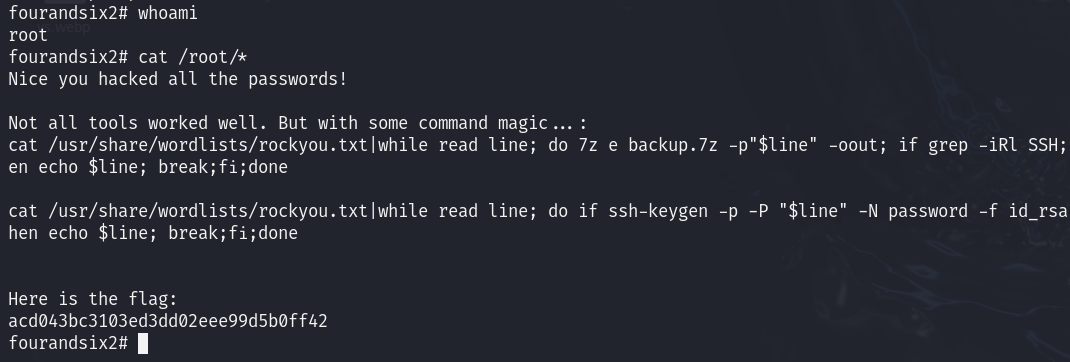 fourandsix2# whoami
root
fourandsix2# cat /root/*
Nice you hacked all the passwords!
Not all tools worked well. But with some command magic...:
cat /usr/share/wordlists/rockyou.txt|while read line; do 7z e backup.7z -p"$line" -oout; if grep -iRl SSH;
en echo $line; break;fi;done
cat /usr/share/wordlists/rockyou.txt|while read line; do if ssh-keygen -p -P "$line" -N password -f id_rsa
hen echo $line; break;fi;done
Here is the flag:
acd043bc3103ed3dd02eee99d5b0ff42
fourandsix2#